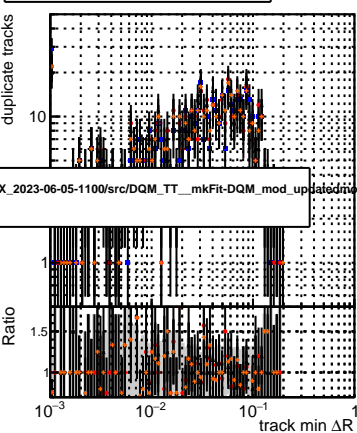 duplicate tracks
10
X_2023-06-05-1100/src/DQM_TT__mkFit-DQM_mod_updatedmo
1
Ratio
1.5
1
10⁻³ 10⁻² 10⁻¹ 1
track min ΔR